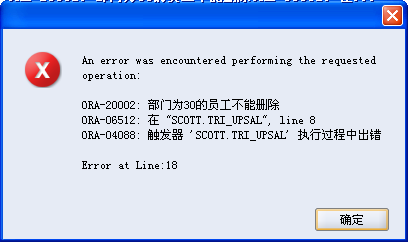 An error was encountered performing the requested
operation:
ORA-20002: 部门为30的员工不能删除
ORA-06512: 在 "SCOTT.TRI_UPSAL", line 8
ORA-04088: 触发器 'SCOTT.TRI_UPSAL' 执行过程中出错
Error at Line:18
确定